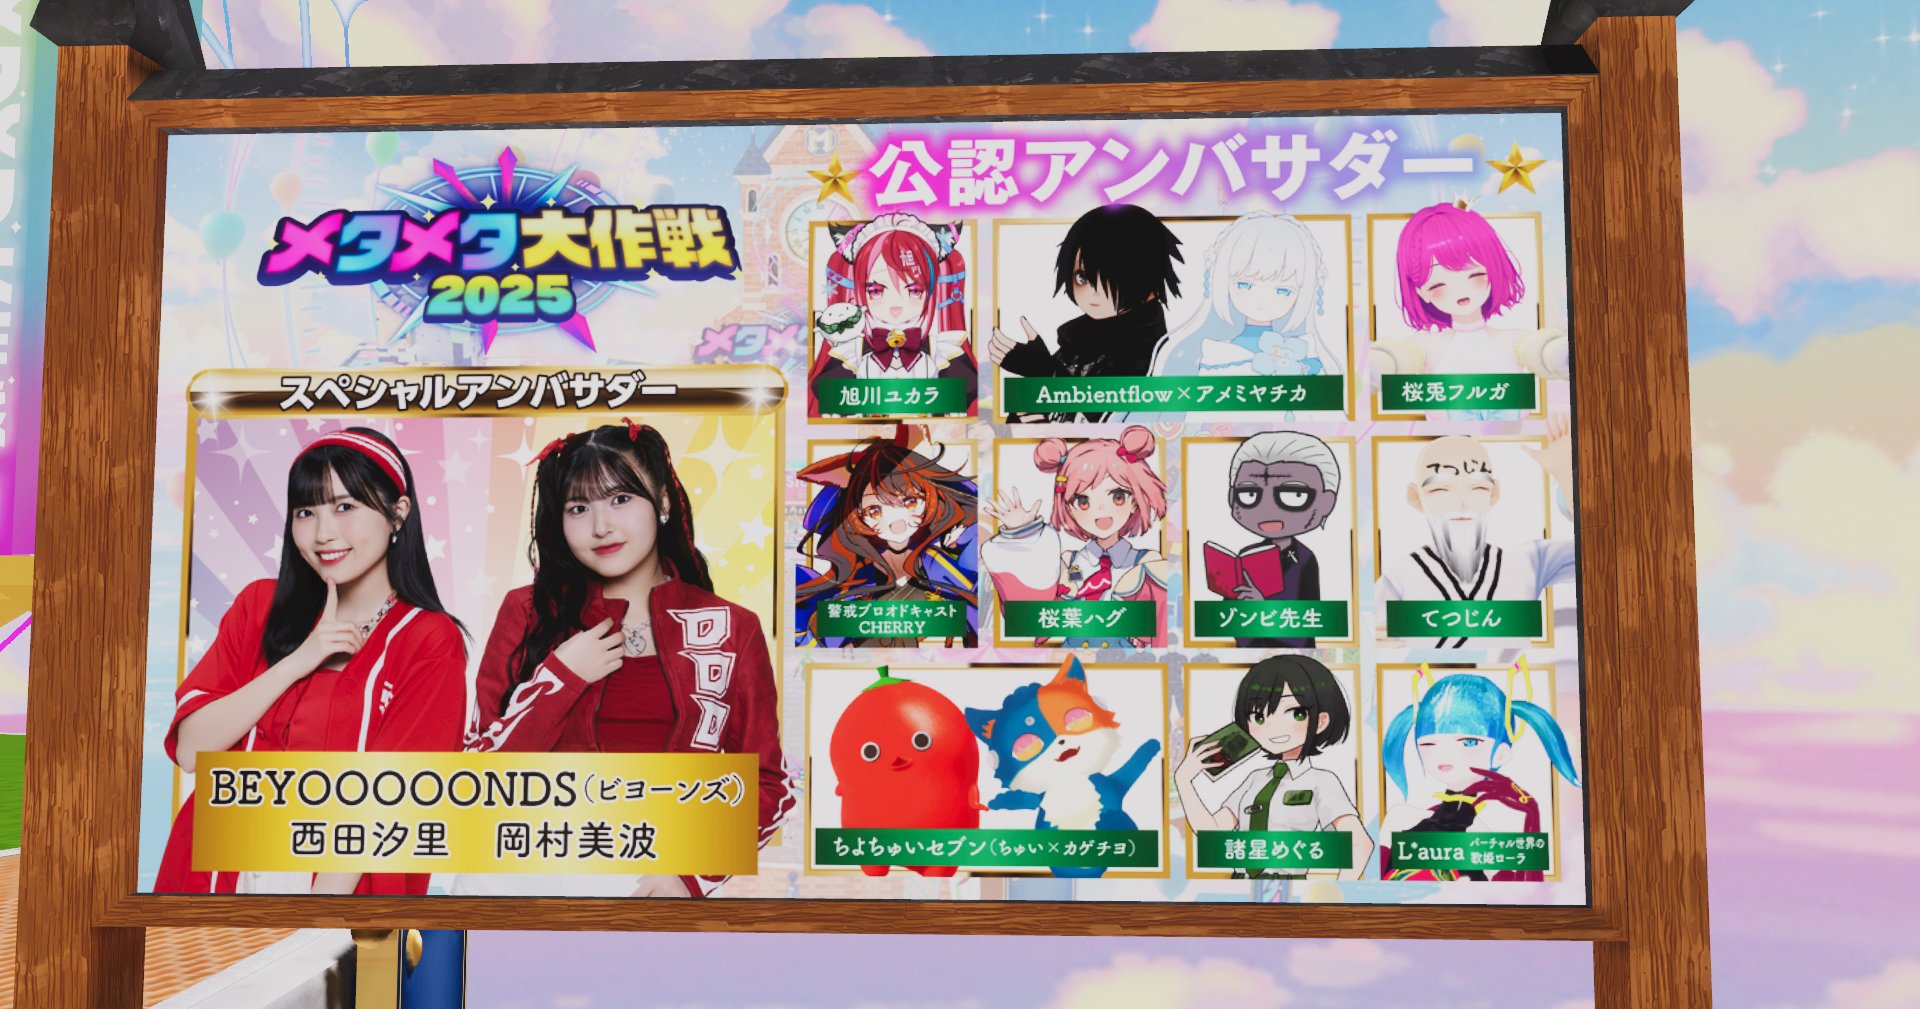 メタメタ大作戦
2025
スペシャルアンバサダー
BEYOOOOONDS(ビヨーンズ)
西田汐里 岡村美波
公認アンバサダー
旭川ユカラ
Ambientflow×アメミヤチカ
桜兎フルガ
警戒ブロオドキャスト
CHERRY
桜葉ハグ
ゾンビ先生
てつじん
てつじん
ちよちゅいセブン(ちゅい×カゲチヨ)
諸星めぐる
L*aura バーチャル世界の
歌姫ローラ